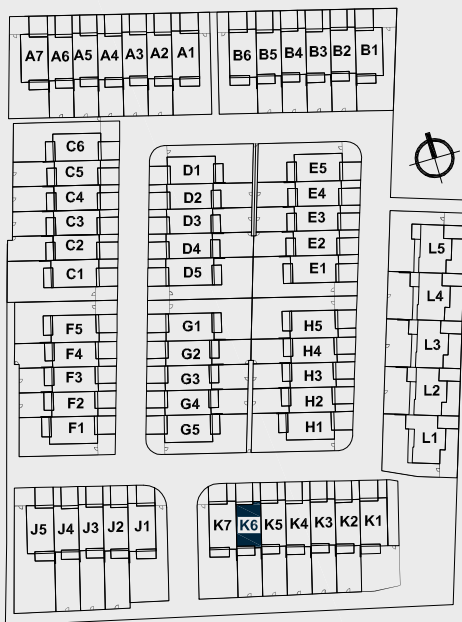 A7 A6 A5 A4 A3 A2 A1 B6 B5 B4 B3 B2 B1
C6
C5
C4
C3
C2
C1
D1
D2
D3
D4
D5
E5
E4
E3
E2
E1
L5
L4
L3
L2
L1
F5
F4
F3
F2
F1
G1
G2
G3
G4
G5
H5
H4
H3
H2
H1
J5 J4 J3 J2 J1 K7 K6 K5 K4 K3 K2 K1